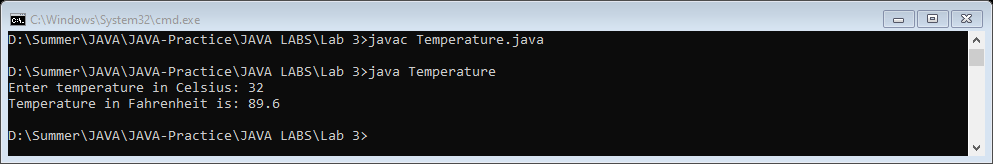 C:\Windows\System32\cmd.exe
D:\Summer\JAVA\JAVA-Practice\JAVA LABS\Lab 3>javac Temperature.java
D:\Summer\JAVA\JAVA-Practice\JAVA LABS\Lab 3>java Temperature
Enter temperature in Celsius: 32
Temperature in Fahrenheit is: 89.6
D:\Summer\JAVA\JAVA-Practice\JAVA LABS\Lab 3>